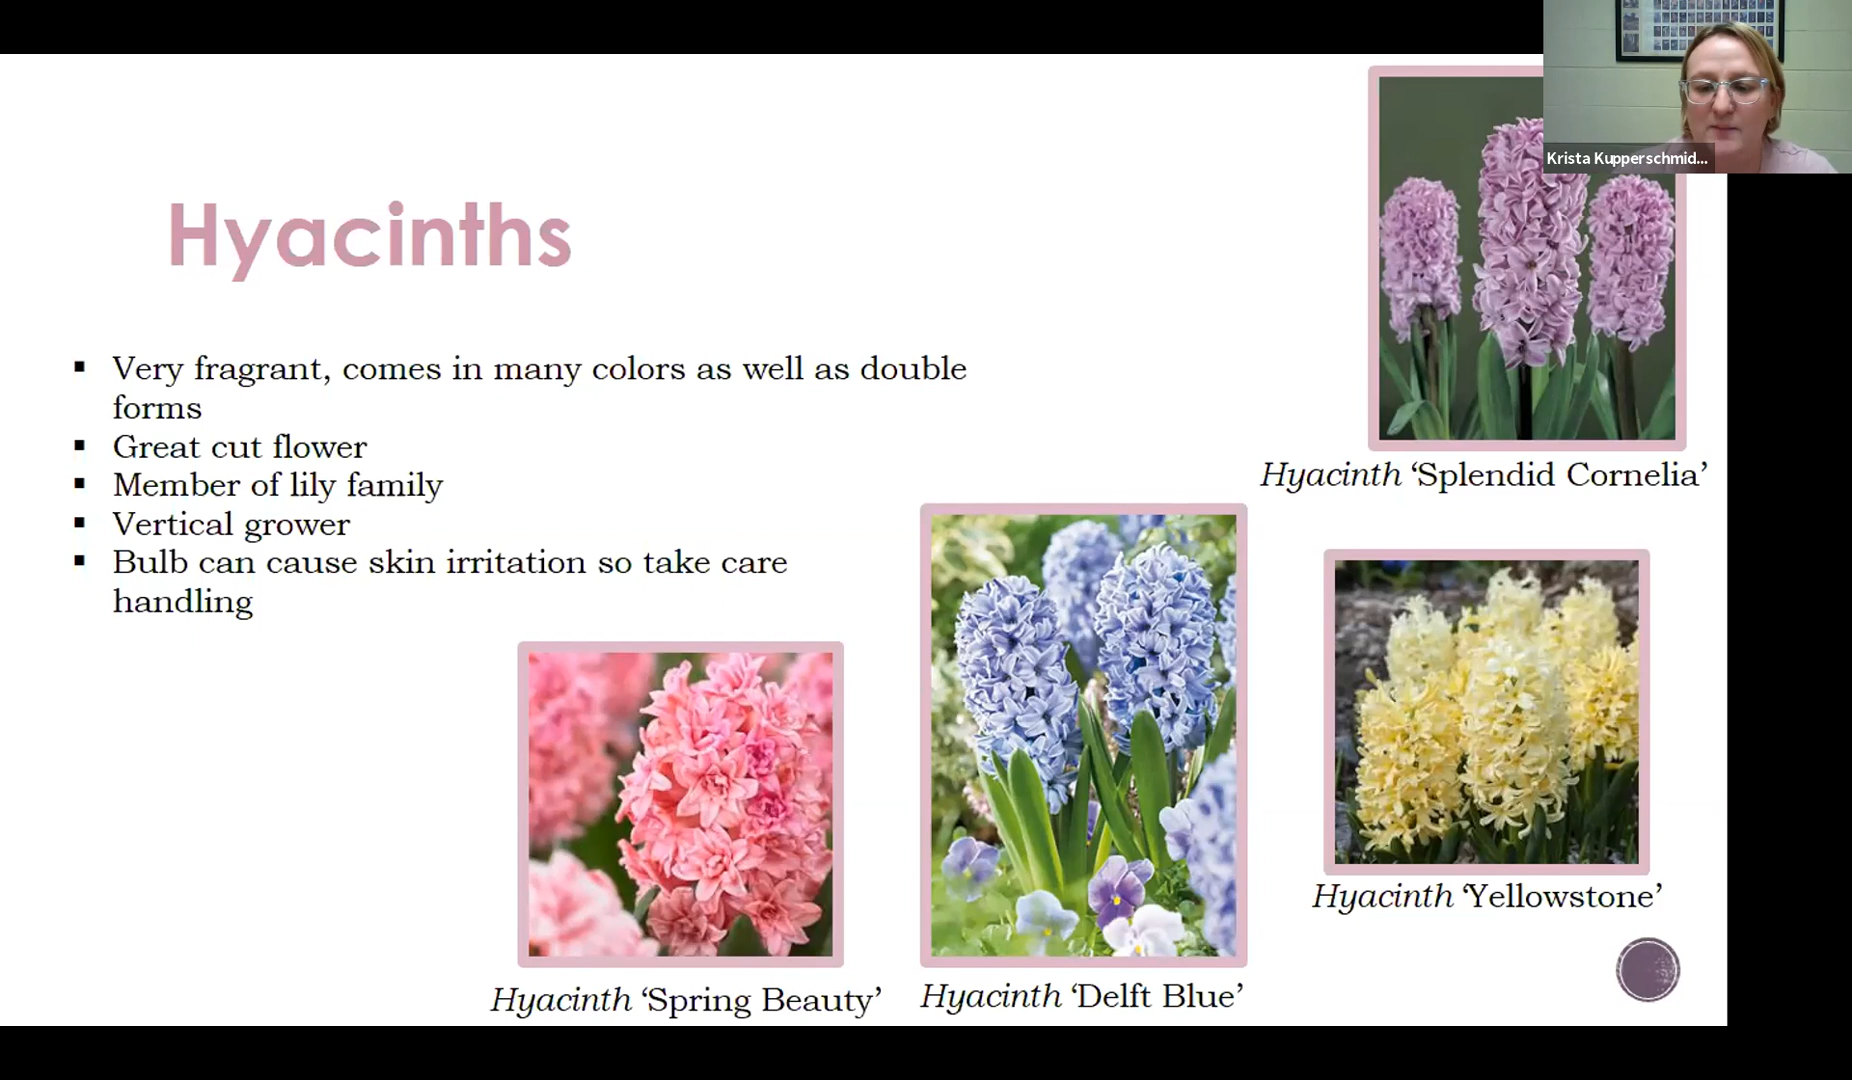 Krista Kupperschmid...
Hyacinths
▪ Very fragrant, comes in many colors as well as double
forms
▪ Great cut flower
▪ Member of lily family
▪ Vertical grower
▪ Bulb can cause skin irritation so take care
handling
Hyacinth ‘Splendid Cornelia’
Hyacinth ‘Yellowstone’
Hyacinth ‘Spring Beauty’
Hyacinth ‘Delft Blue’